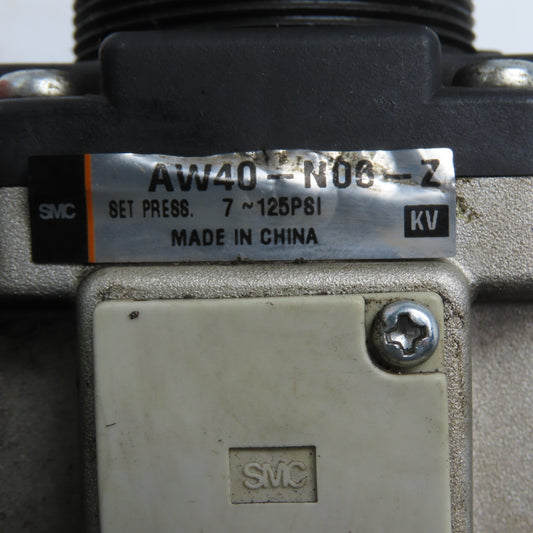 AW40-N06-Z
SMC
SET PRESS. 7~125PSI
KV
MADE IN CHINA
SMC